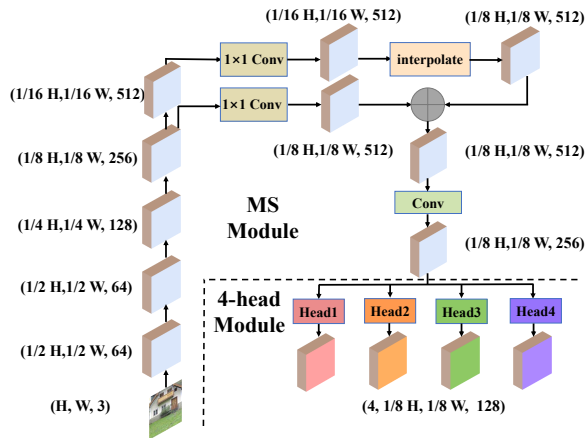 (1/16 H,1/16 W, 512)
(1/8 H,1/8 W, 512)
1×1 Conv
interpolate
(1/16 H,1/16 W, 512)
1×1 Conv
(1/8 H,1/8 W, 256)
(1/8 H,1/8 W, 512)
(1/8 H,1/8 W, 512)
Conv
(1/4 H,1/4 W, 128)
MS
Module
(1/8 H,1/8 W, 256)
(1/2 H,1/2 W, 64)
4-head
Module
Head1
Head2
Head3
Head4
(1/2 H,1/2 W, 64)
(H, W, 3)
(4, 1/8 H, 1/8 W, 128)